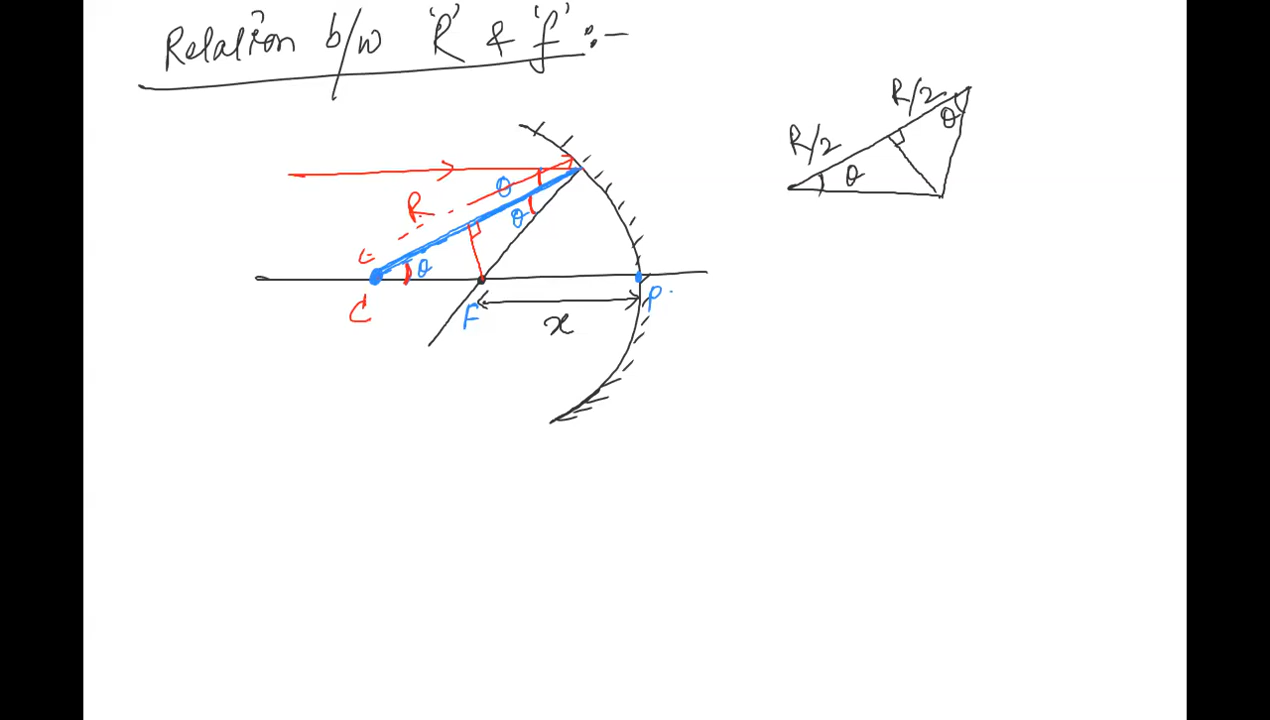 Relation b/w 'R' & 'f' :-
R/2
θ
R/2
θ
R
θ
θ
θ
C
F
x
P.